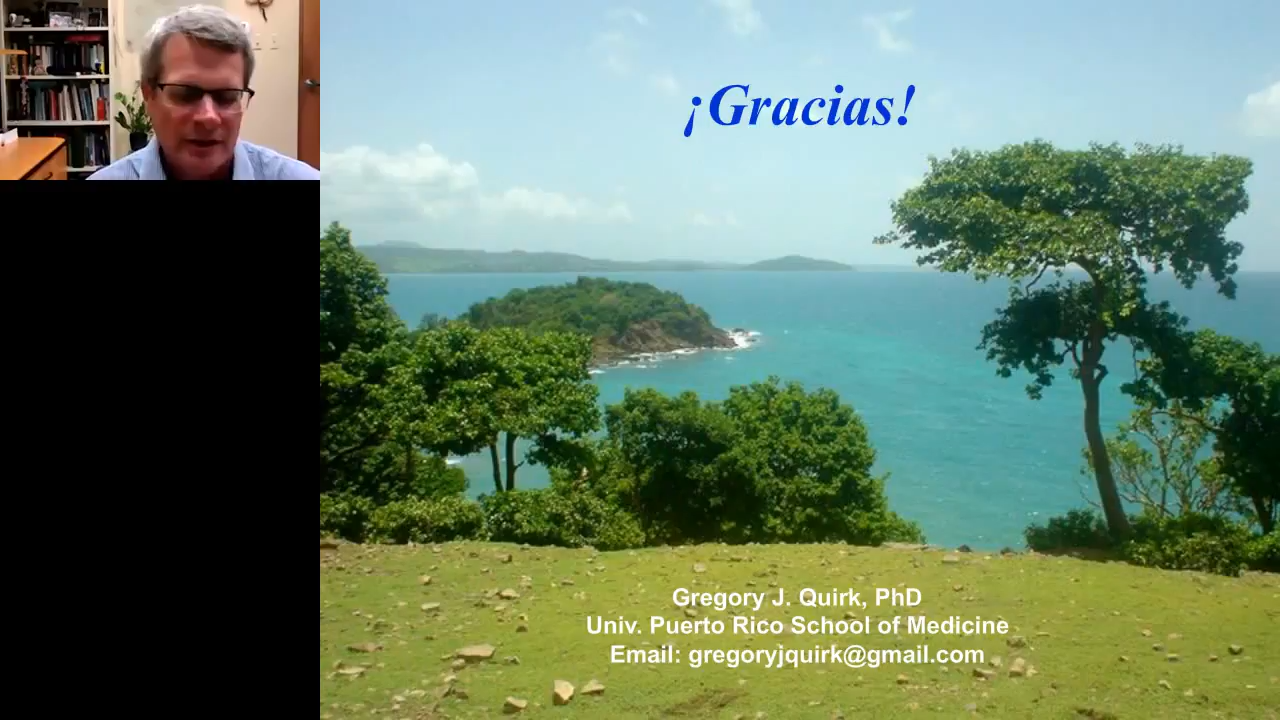 ¡Gracias!
Gregory J. Quirk, PhD
Univ. Puerto Rico School of Medicine
Email: gregoryjquirk@gmail.com